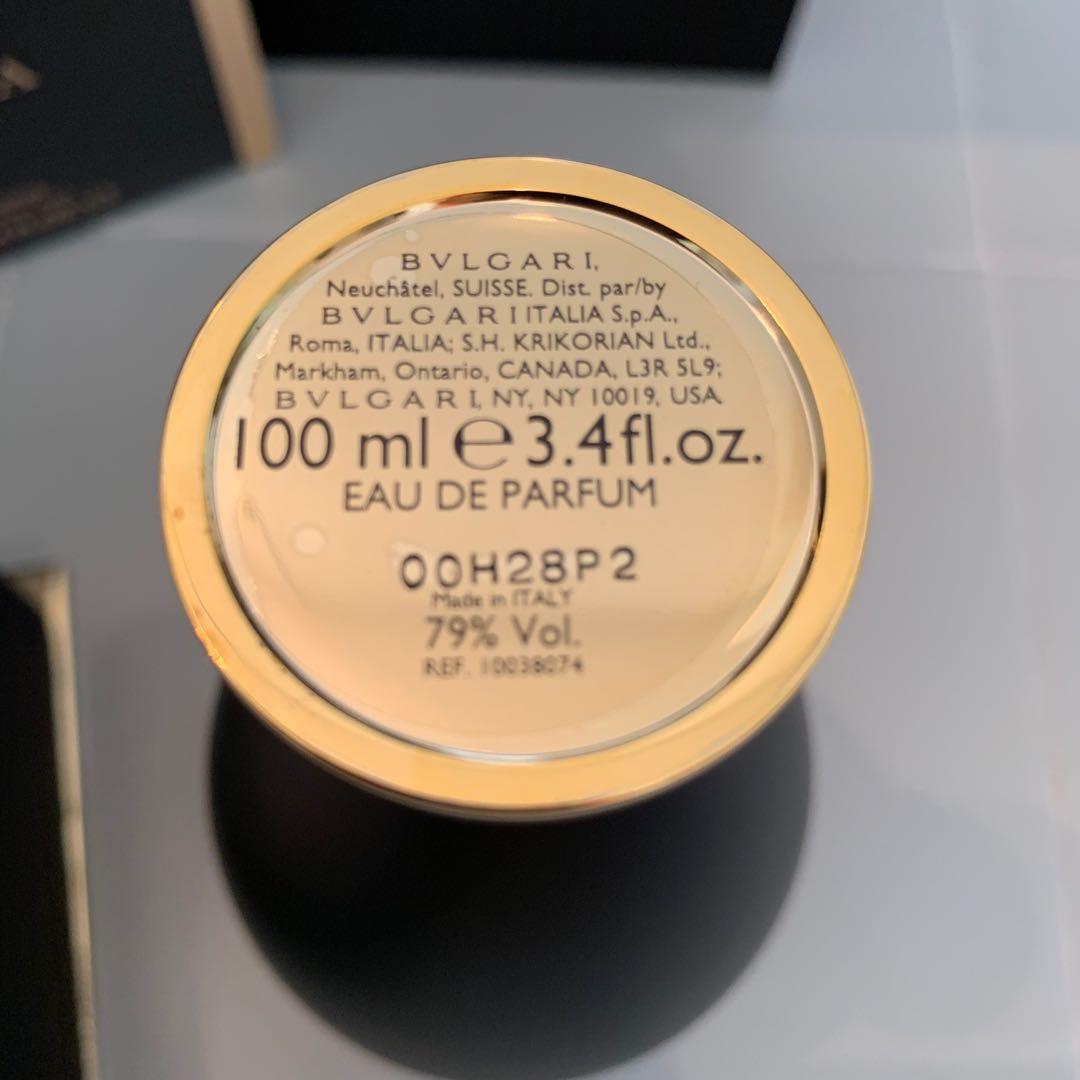 BVLGARI,
Neuchâtel, SUISSE. Dist. par/by
BVLGARI ITALIA S.p.A.,
Roma, ITALIA; S.H. KRIKORIAN Ltd.,
Markham, Ontario, CANADA, L3R 5L9;
BVLGARI, NY, NY 10019, USA
100 ml e 3.4fl.oz.
EAU DE PARFUM
00H28P2
Made in ITALY
79% Vol.
REF. 10038074